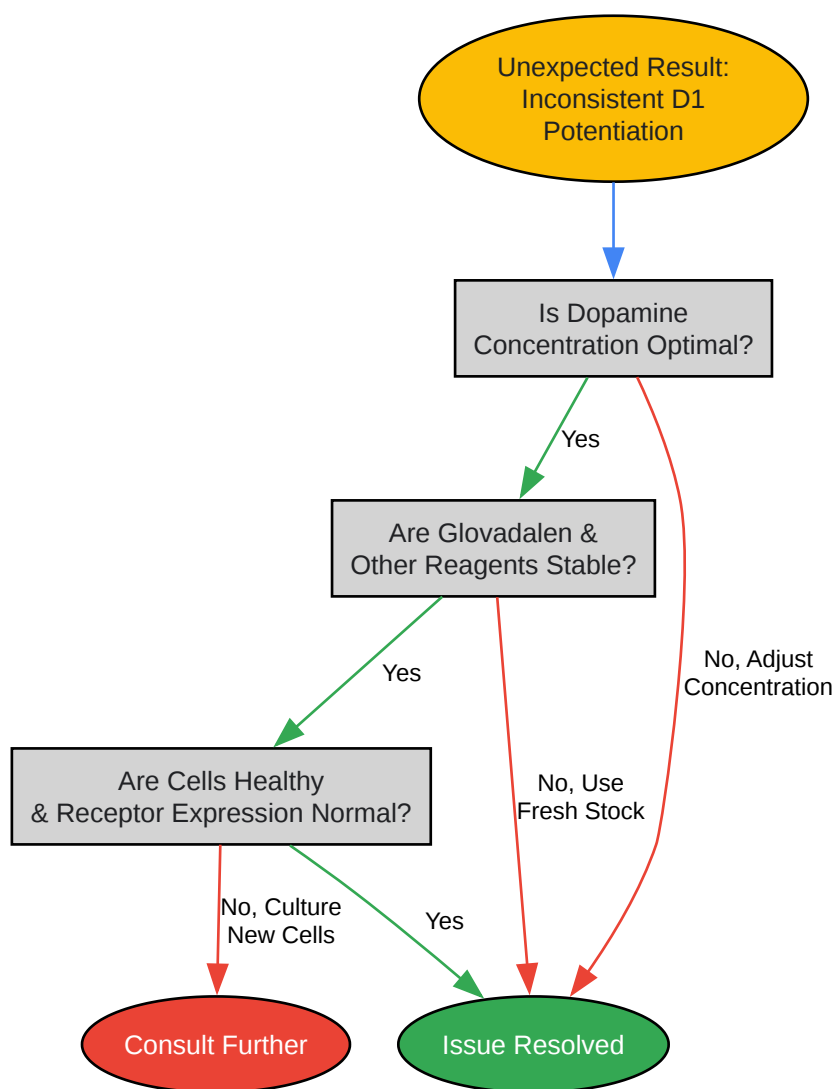 Unexpected Result:
Inconsistent D1
Potentiation
Is Dopamine
Concentration Optimal?
Yes
Are Glovadalen &
Other Reagents Stable?
No, Adjust
Concentration
Yes
Are Cells Healthy
& Receptor Expression Normal?
No, Use
Fresh Stock
No, Culture
New Cells
Yes
Consult Further
Issue Resolved